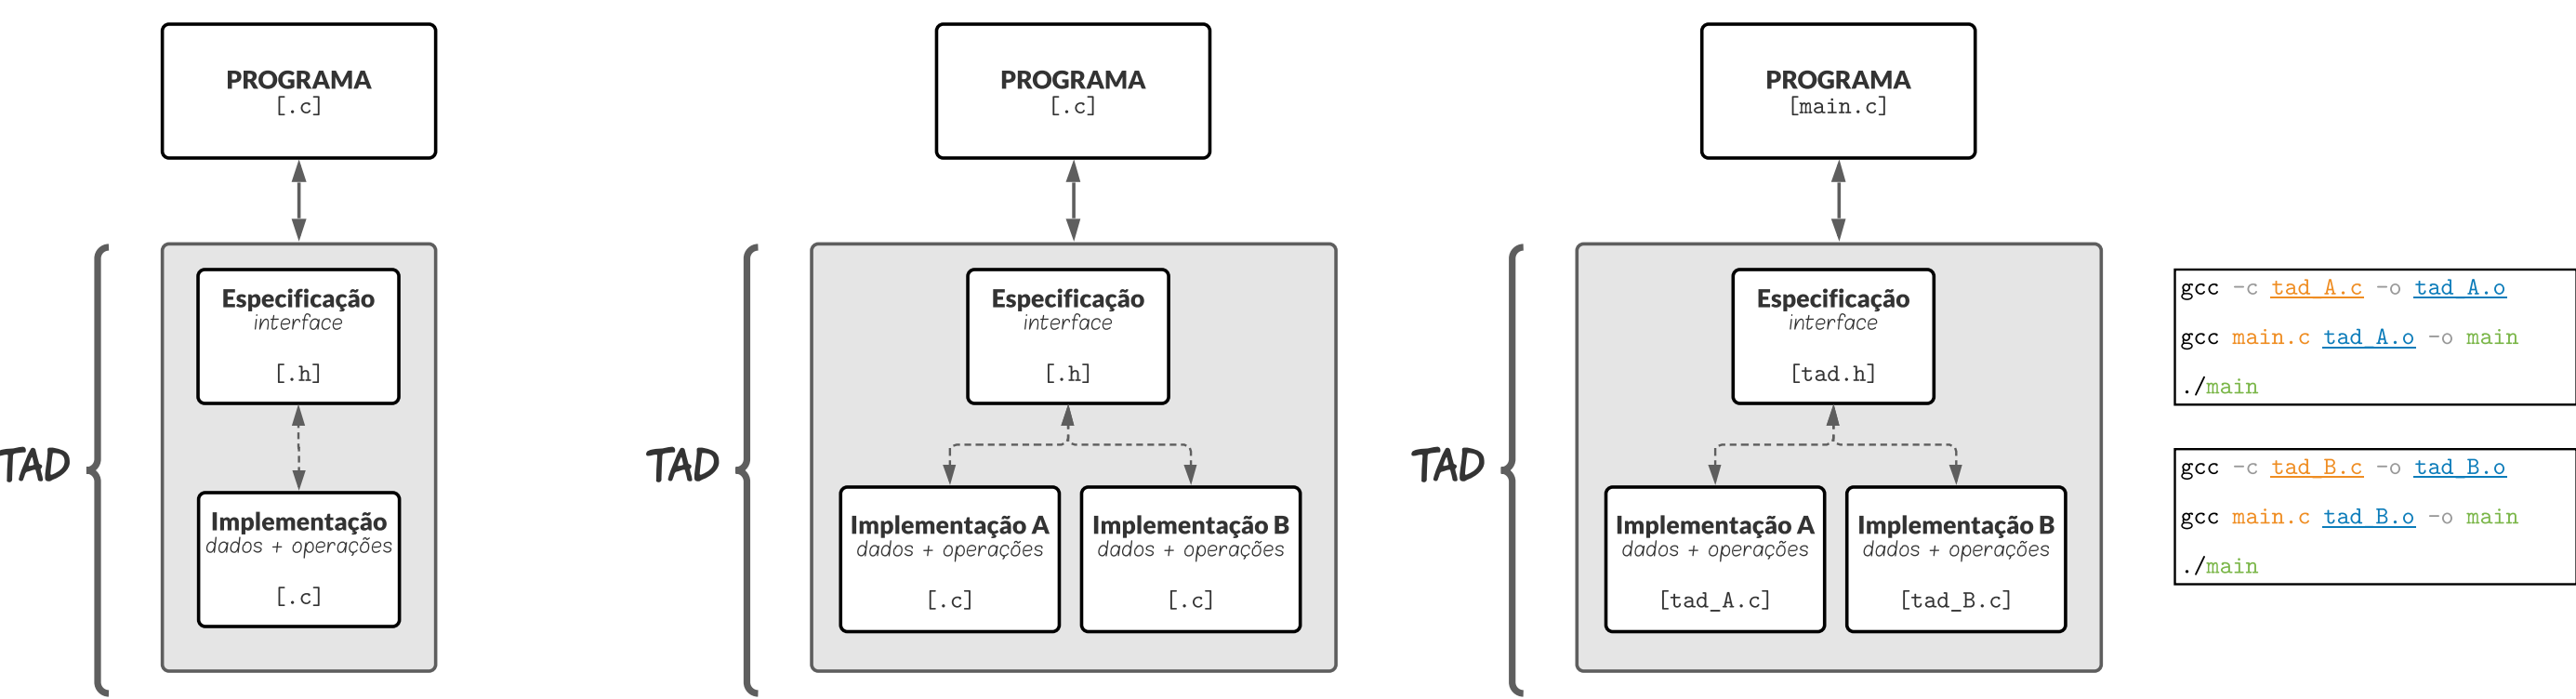 PROGRAMA
[.c]
TAD
Especificação
interface
[.h]
Implementação
dados + operações
[.c]
PROGRAMA
[.c]
TAD
Especificação
interface
[.h]
Implementação A
dados + operações
[.c]
Implementação B
dados + operações
[.c]
PROGRAMA
[main.c]
TAD
Especificação
interface
[tad.h]
Implementação A
dados + operações
[tad_A.c]
Implementação B
dados + operações
[tad_B.c]
gcc -c tad_A.c -o tad_A.o
gcc main.c tad_A.o -o main
./main
gcc -c tad_B.c -o tad_B.o
gcc main.c tad_B.o -o main
./main